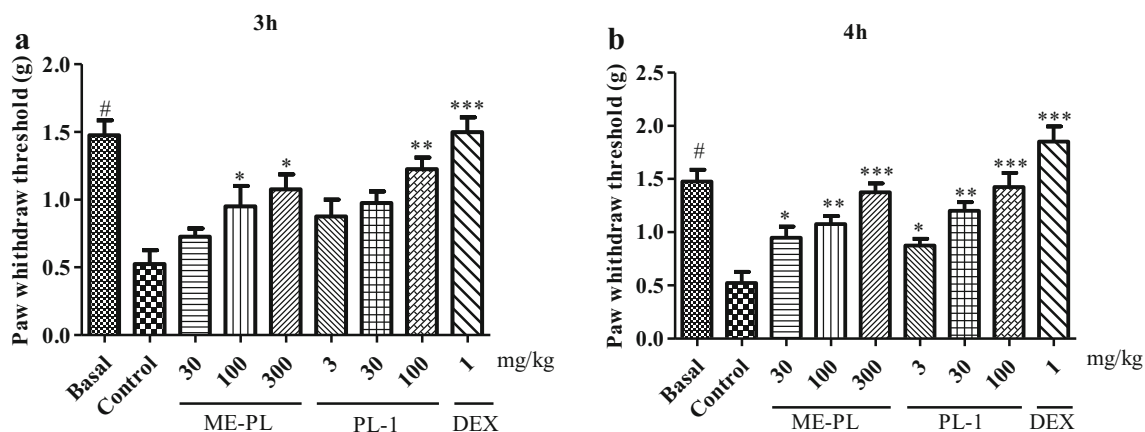 a
3h
Paw whithdraw threshold (g)
2.0
1.5
1.0
0.5
0.0
#
*
*
**
***
Basal
Control
30
100
300
3
30
100
1
mg/kg
ME-PL
PL-1
DEX
b
4h
Paw whithdraw threshold (g)
2.5
2.0
1.5
1.0
0.5
0.0
#
*
**
***
*
**
***
***
Basal
Control
30
100
300
3
30
100
1
mg/kg
ME-PL
PL-1
DEX